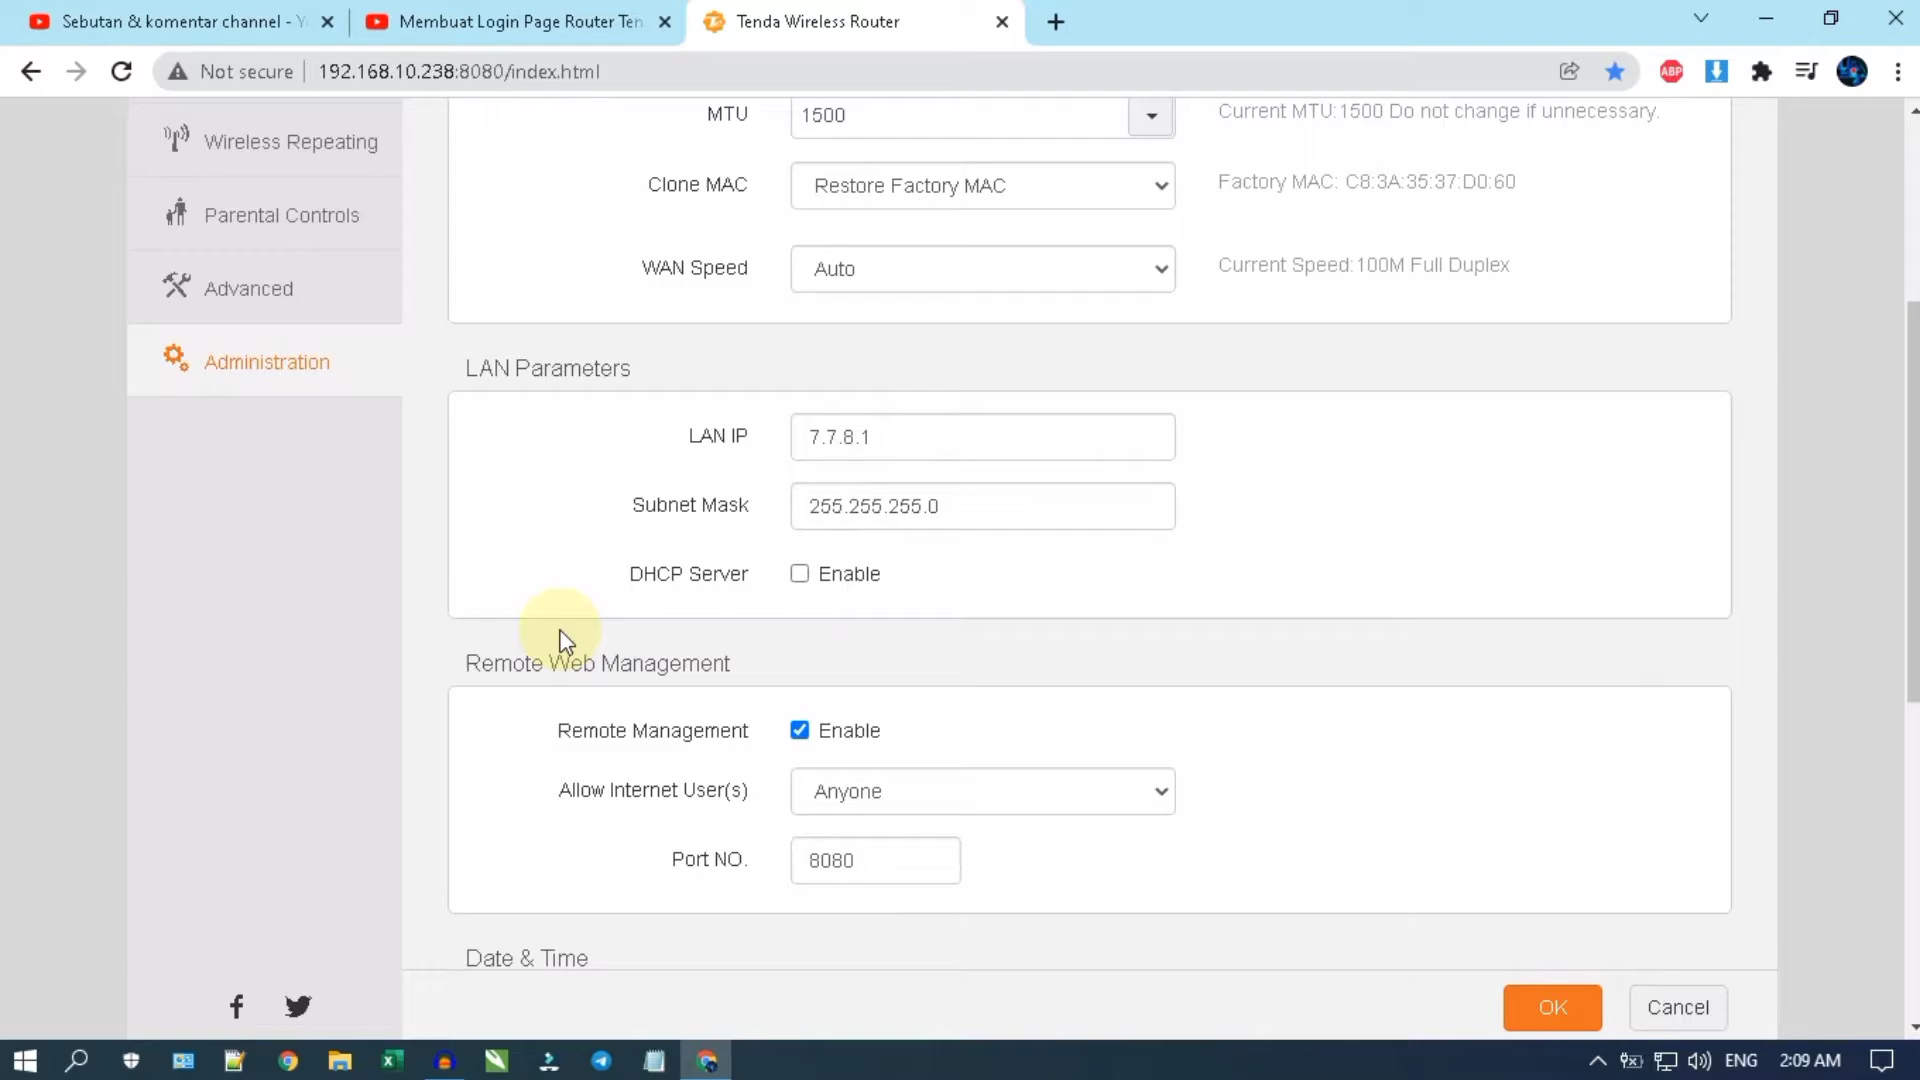 Sebutan & komentar channel - Y
Membuat Login Page Router Ten
Tenda Wireless Router
Not secure
192.168.10.238:8080/index.html
ABP
MTU
1500
Current MTU:1500 Do not change if unnecessary.
Wireless Repeating
Clone MAC
Restore Factory MAC
Factory MAC: C8:3A:35:37:D0:60
Parental Controls
WAN Speed
Auto
Current Speed:100M Full Duplex
Advanced
Administration
LAN Parameters
LAN IP
7.7.8.1
Subnet Mask
255.255.255.0
DHCP Server
Enable
Remote Web Management
Remote Management
Enable
Allow Internet User(s)
Anyone
Port NO.
8080
Date & Time
OK
Cancel
ENG
2:09 AM